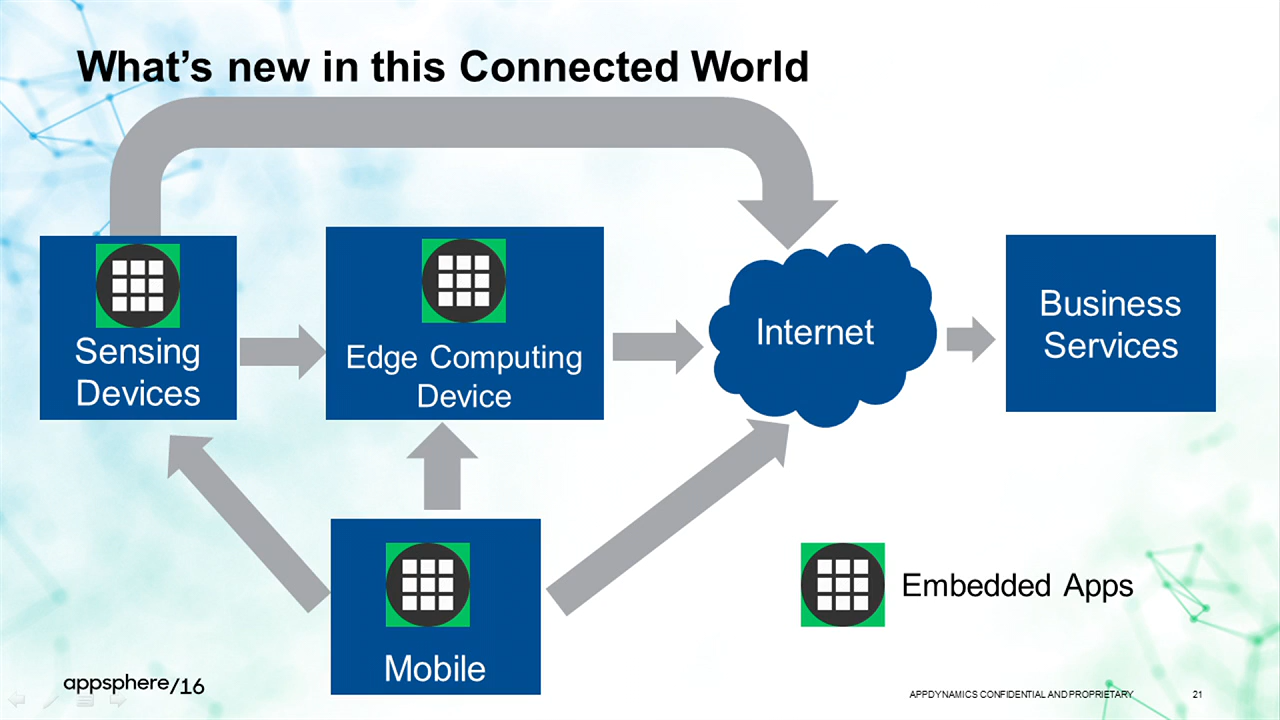 What’s new in this Connected World
Sensing
Devices
Edge Computing
Device
Internet
Business
Services
Mobile
Embedded Apps
appsphere/16
APPDYNAMICS CONFIDENTIAL AND PROPRIETARY
21